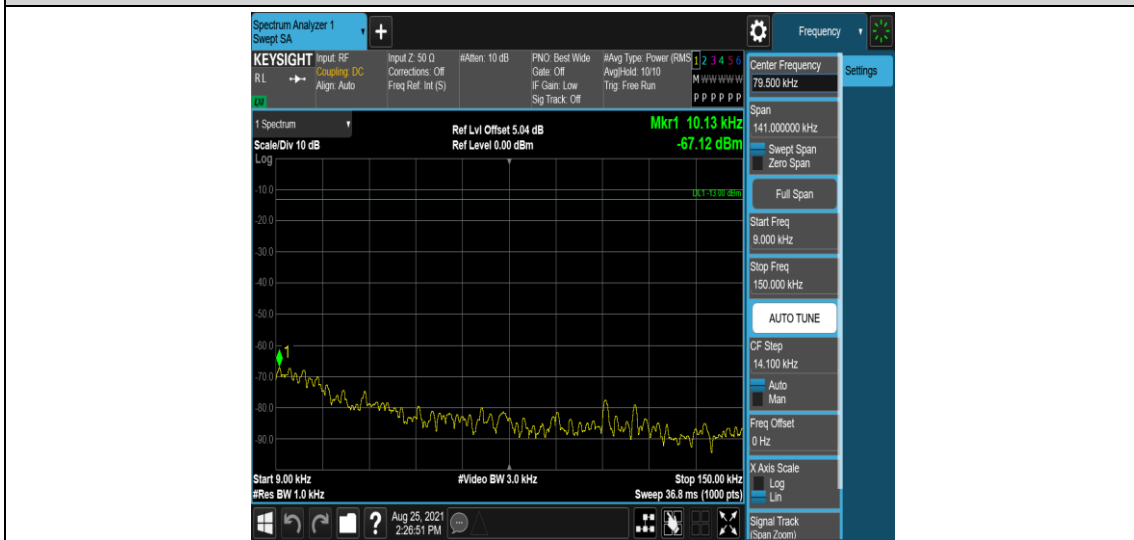 Spectrum Analyzer 1
Swept SA
+
Frequency
KEYSIGHT
RL
LXI
Input: RF
Coupling: DC
Align: Auto
Input Z: 50 Ω
Corrections: Off
Freq Ref: Int (S)
#Atten: 10 dB
PNO: Best Wide
Gate: Off
IF Gain: Low
Sig Track: Off
#Avg Type: Power (RMS
Avg|Hold: 10/10
Trig: Free Run
1 2 3 4 5 6
M W W W W W
P P P P P P
Center Frequency
79.500 kHz
Settings
1 Spectrum
Scale/Div 10 dB
Log
Ref Lvl Offset 5.04 dB
Ref Level 0.00 dBm
Mkr1 10.13 kHz
-67.12 dBm
DL1 -13.00 dBm
-10.0
-20.0
-30.0
-40.0
-50.0
-60.0
-70.0
-80.0
-90.0
1
Start 9.00 kHz
#Res BW 1.0 kHz
#Video BW 3.0 kHz
Stop 150.00 kHz
Sweep 36.8 ms (1000 pts)
Span
141.000000 kHz
Swept Span
Zero Span
Full Span
Start Freq
9.000 kHz
Stop Freq
150.000 kHz
AUTO TUNE
CF Step
14.100 kHz
Auto
Man
Freq Offset
0 Hz
X Axis Scale
Log
Lin
Signal Track
(Span Zoom)
?
Aug 25, 2021
2:26:51 PM